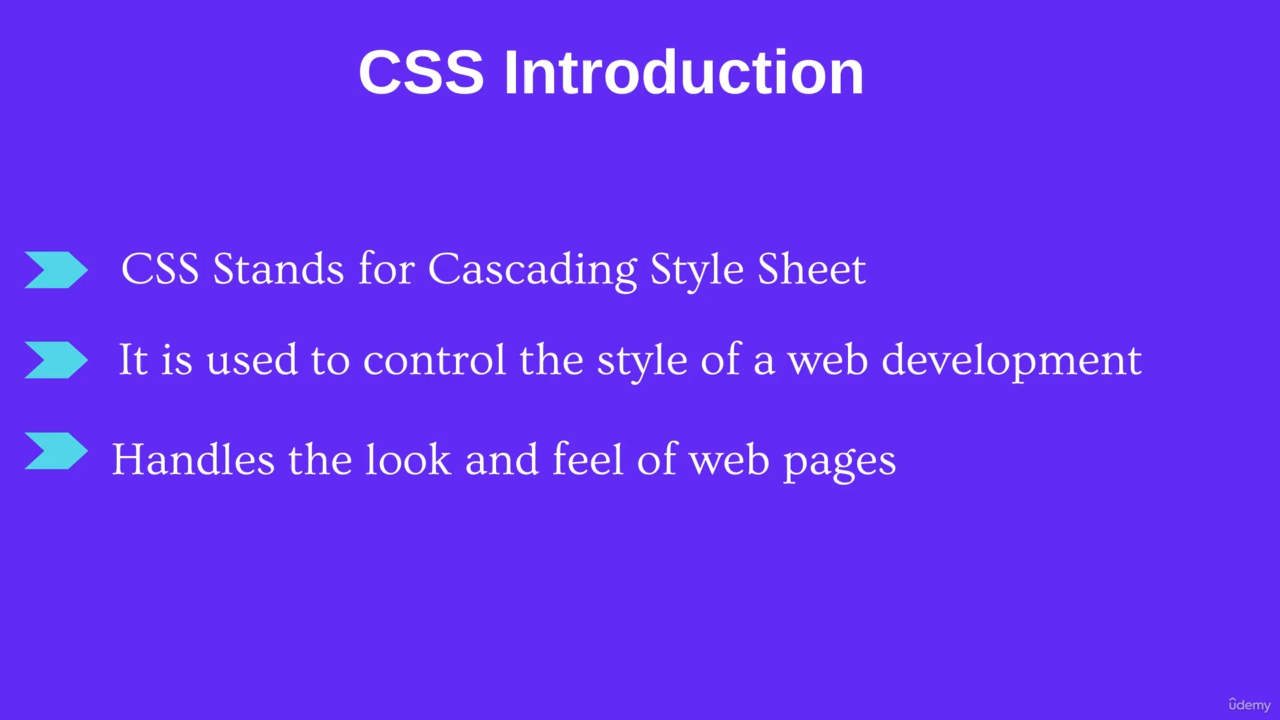 CSS Introduction
CSS Stands for Cascading Style Sheet
It is used to control the style of a web development
Handles the look and feel of web pages
ûdemy